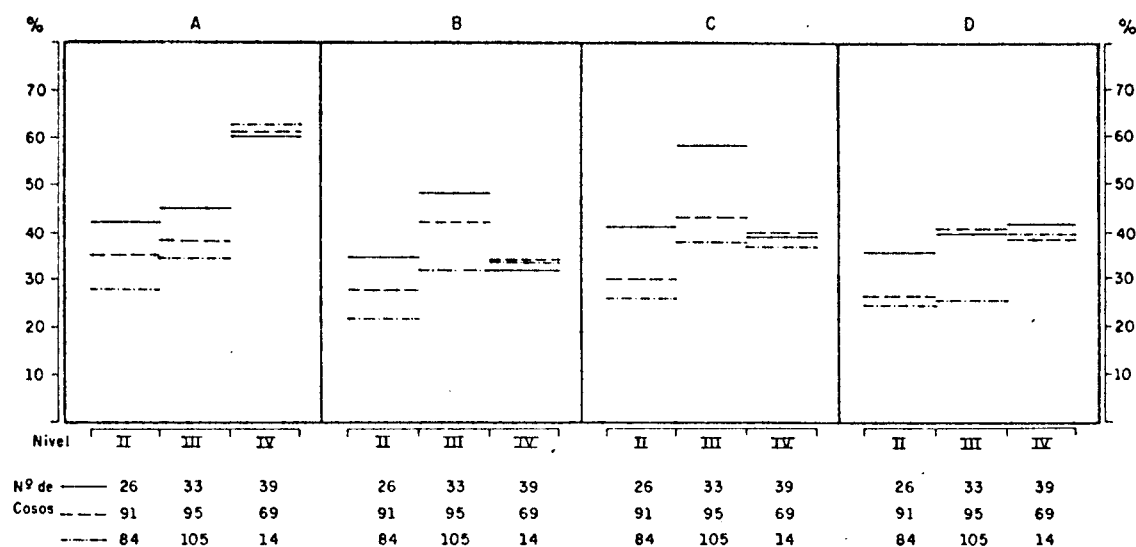 % A B C D %
70 70
60 60
50 50
40 40
30 30
20 20
10 10
Nivel II III IV II III IV II III IV II III IV
Nº de 26 33 39 26 33 39 26 33 39 26 33 39
Cosos 91 95 69 91 95 69 91 95 69 91 95 69
84 105 14 84 105 14 84 105 14 84 105 14